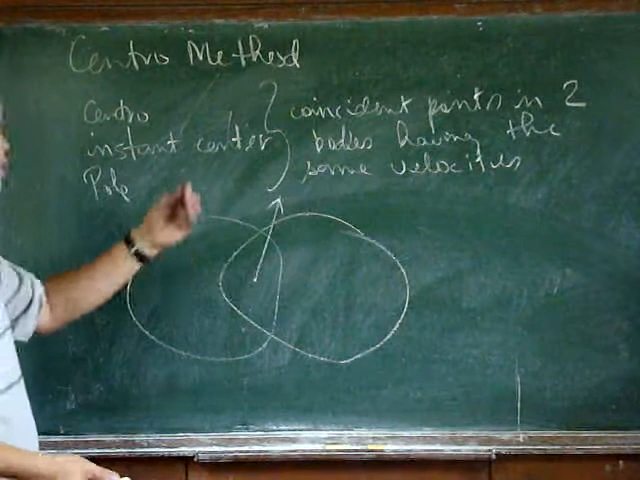 Centro Method
Centro
instant center
Pole
coincident points in 2
bodies having the
same velocities